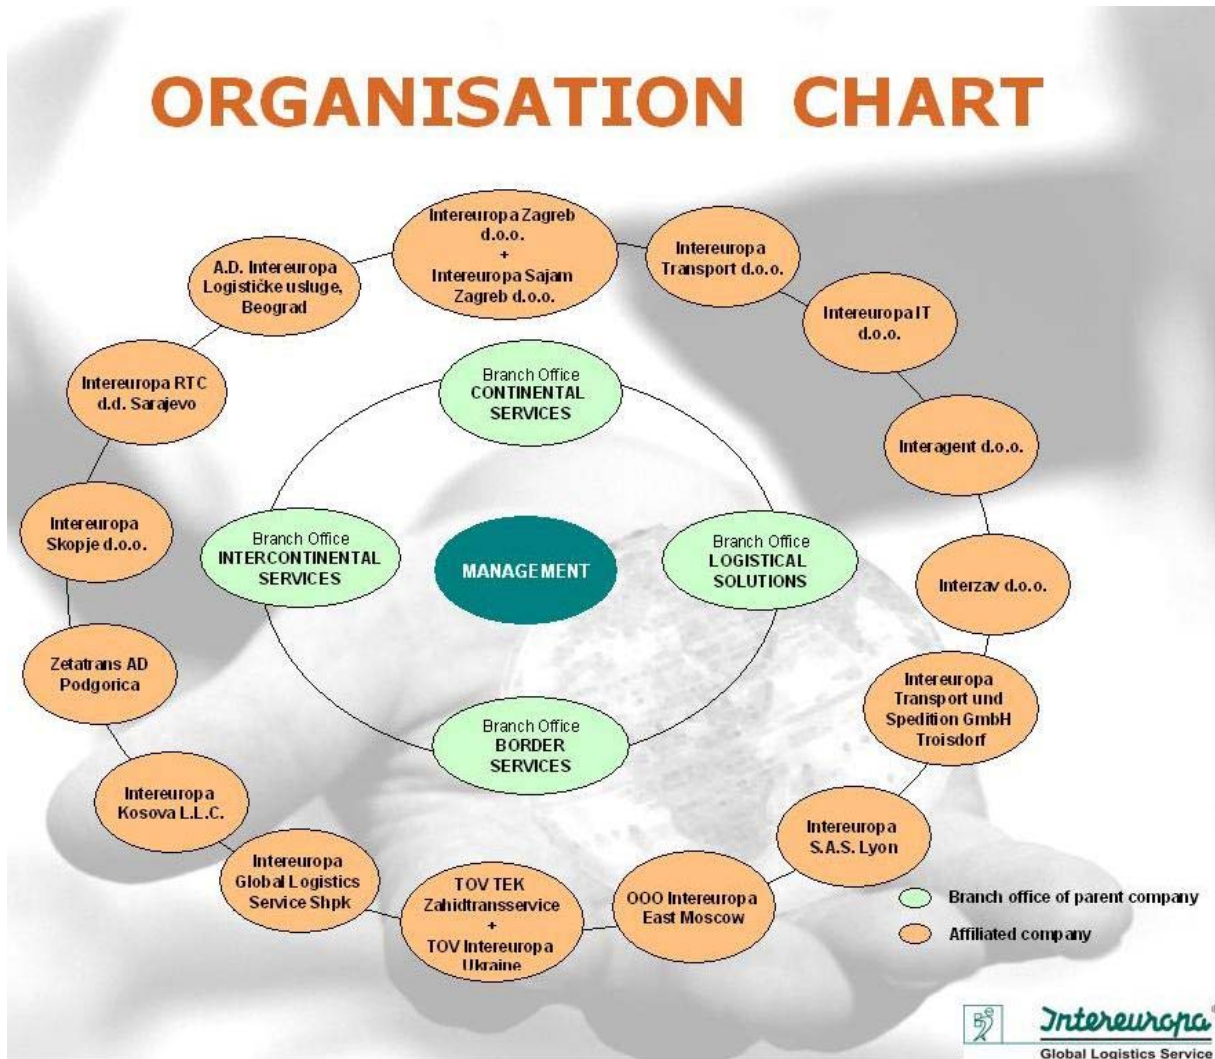 ORGANISATION CHART
Intereuropa Zagreb
d.o.o.
+
Intereuropa Sajam
Zagreb d.o.o.
Intereuropa
Transport d.o.o.
Intereuropa IT
d.o.o.
Interagent d.o.o.
Interzav d.o.o.
Intereuropa
Transport und
Spedition GmbH
Troisdorf
Intereuropa
S.A.S. Lyon
OOO Intereuropa
East Moscow
TOV TEK
Zahidtransservice
+
TOV Intereuropa
Ukraine
Intereuropa
Global Logistics
Service Shpk
Intereuropa
Kosova L.L.C.
Zetatrans AD
Podgorica
Intereuropa
Skopje d.o.o.
Intereuropa RTC
d.d. Sarajevo
A.D. Intereuropa
Logističke usluge,
Beograd
Branch Office
CONTINENTAL
SERVICES
Branch Office
INTERCONTINENTAL
SERVICES
MANAGEMENT
Branch Office
LOGISTICAL
SOLUTIONS
Branch Office
BORDER
SERVICES
Branch office of parent company
Affiliated company
Intereuropa
Global Logistics Service